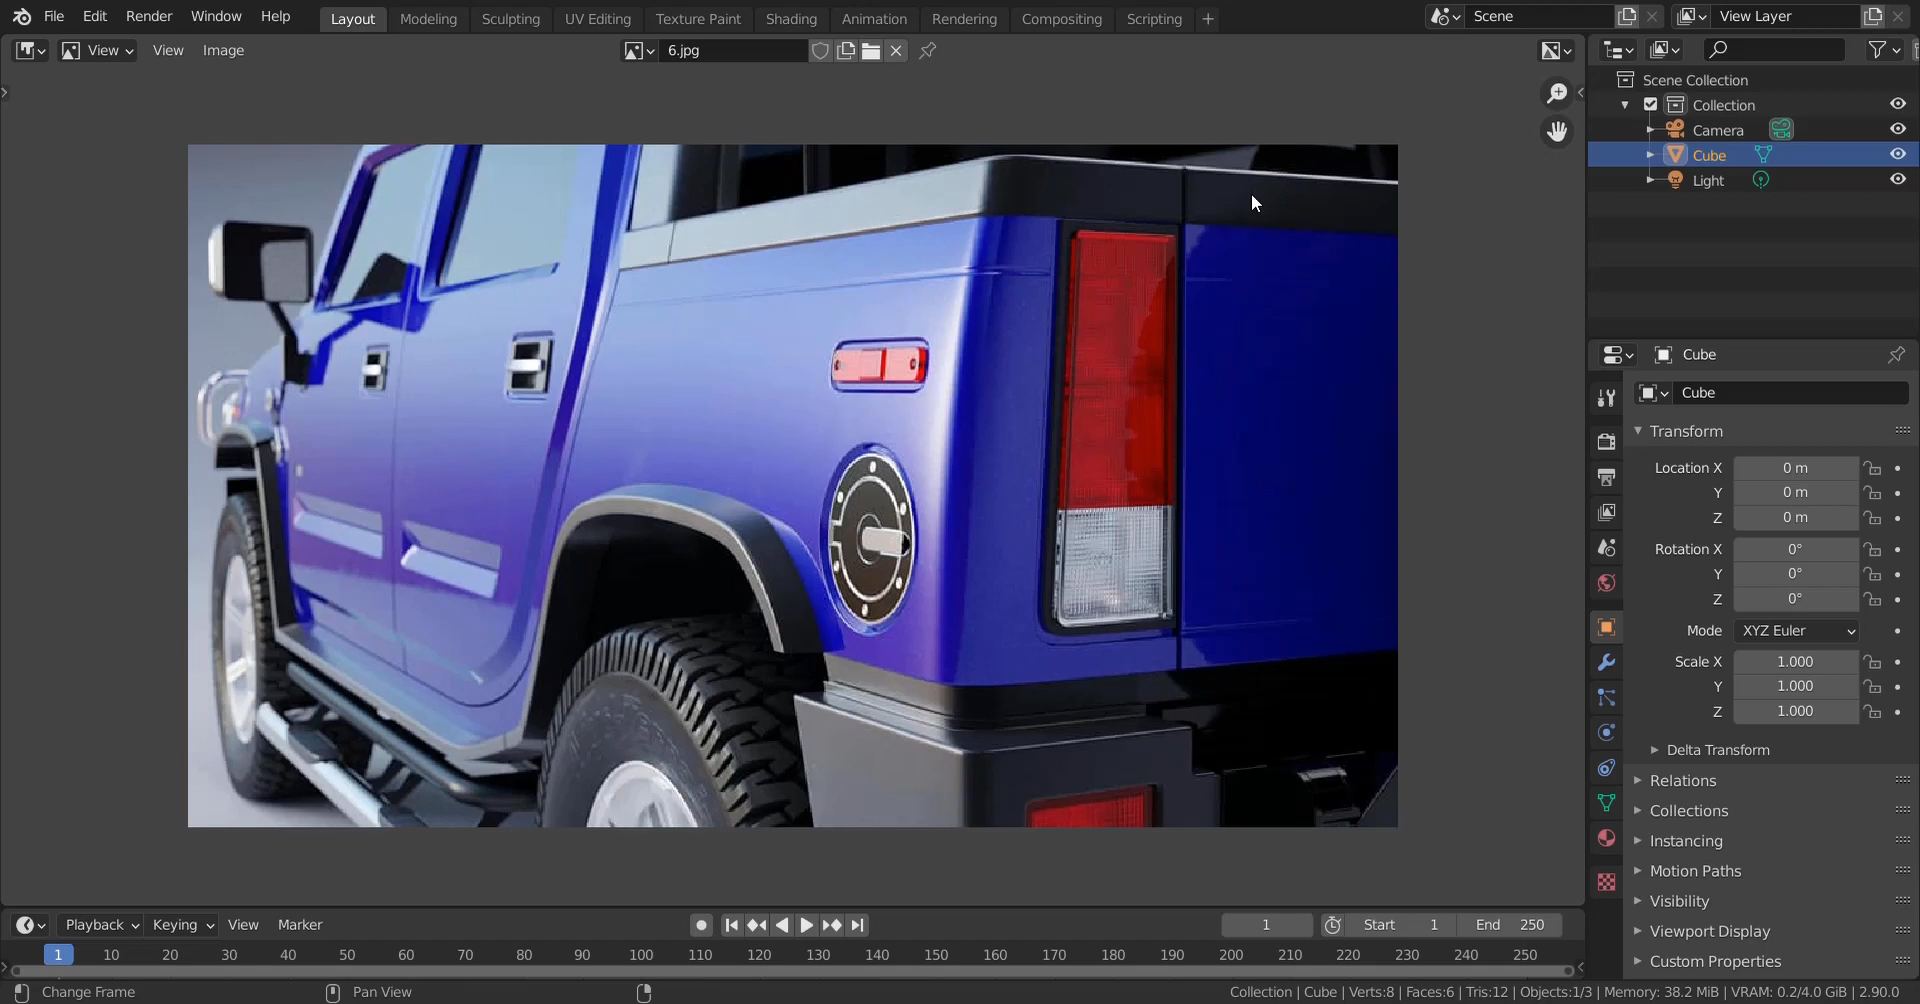 File Edit Render Window Help Layout Modeling Sculpting UV Editing Texture Paint Shading Animation Rendering Compositing Scripting + Scene View Layer
View View Image 6.jpg
Scene Collection
Collection
Camera
Cube
Light
Cube
Cube
Transform
Location X 0 m
Y 0 m
Z 0 m
Rotation X 0°
Y 0°
Z 0°
Mode XYZ Euler
Scale X 1.000
Y 1.000
Z 1.000
Delta Transform
Relations
Collections
Instancing
Motion Paths
Visibility
Viewport Display
Custom Properties
Playback Keying View Marker 1 Start 1 End 250
1 10 20 30 40 50 60 70 80 90 100 110 120 130 140 150 160 170 180 190 200 210 220 230 240 250
Change Frame Pan View Collection | Cube | Verts:8 | Faces:6 | Tris:12 | Objects:1/3 | Memory: 38.2 MiB | VRAM: 0.2/4.0 GiB | 2.90.0